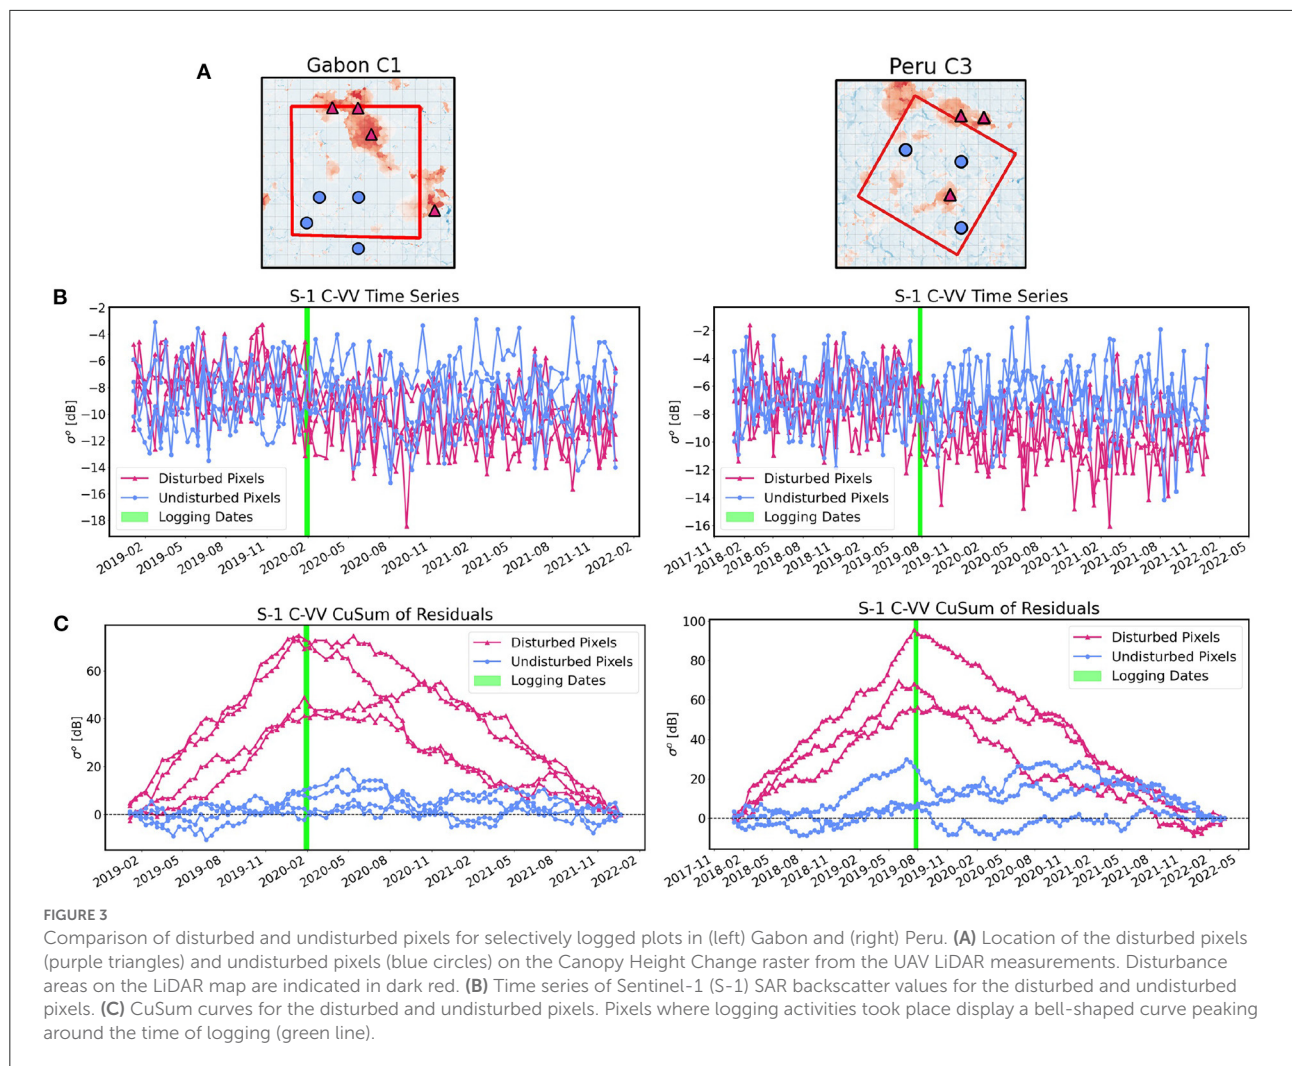 A
Gabon C1
Peru C3
B
S-1 C-VV Time Series
−2
−4
−6
−8
−10
−12
−14
−16
−18
σ° [dB]
Disturbed Pixels
Undisturbed Pixels
Logging Dates
2019-02
2019-05
2019-08
2019-11
2020-02
2020-05
2020-08
2020-11
2021-02
2021-05
2021-08
2021-11
2022-02
S-1 C-VV Time Series
−2
−4
−6
−8
−10
−12
−14
−16
σ° [dB]
Disturbed Pixels
Undisturbed Pixels
Logging Dates
2017-11
2018-02
2018-05
2018-08
2018-11
2019-02
2019-05
2019-08
2019-11
2020-02
2020-05
2020-08
2020-11
2021-02
2021-05
2021-08
2021-11
2022-02
2022-05
C
S-1 C-VV CuSum of Residuals
60
40
20
0
σ° [dB]
Disturbed Pixels
Undisturbed Pixels
Logging Dates
2019-02
2019-05
2019-08
2019-11
2020-02
2020-05
2020-08
2020-11
2021-02
2021-05
2021-08
2021-11
2022-02
S-1 C-VV CuSum of Residuals
100
80
60
40
20
0
σ° [dB]
Disturbed Pixels
Undisturbed Pixels
Logging Dates
2017-11
2018-02
2018-05
2018-08
2018-11
2019-02
2019-05
2019-08
2019-11
2020-02
2020-05
2020-08
2020-11
2021-02
2021-05
2021-08
2021-11
2022-02
2022-05
FIGURE 3
Comparison of disturbed and undisturbed pixels for selectively logged plots in (left) Gabon and (right) Peru. (A) Location of the disturbed pixels
(purple triangles) and undisturbed pixels (blue circles) on the Canopy Height Change raster from the UAV LiDAR measurements. Disturbance
areas on the LiDAR map are indicated in dark red. (B) Time series of Sentinel-1 (S-1) SAR backscatter values for the disturbed and undisturbed
pixels. (C) CuSum curves for the disturbed and undisturbed pixels. Pixels where logging activities took place display a bell-shaped curve peaking
around the time of logging (green line).